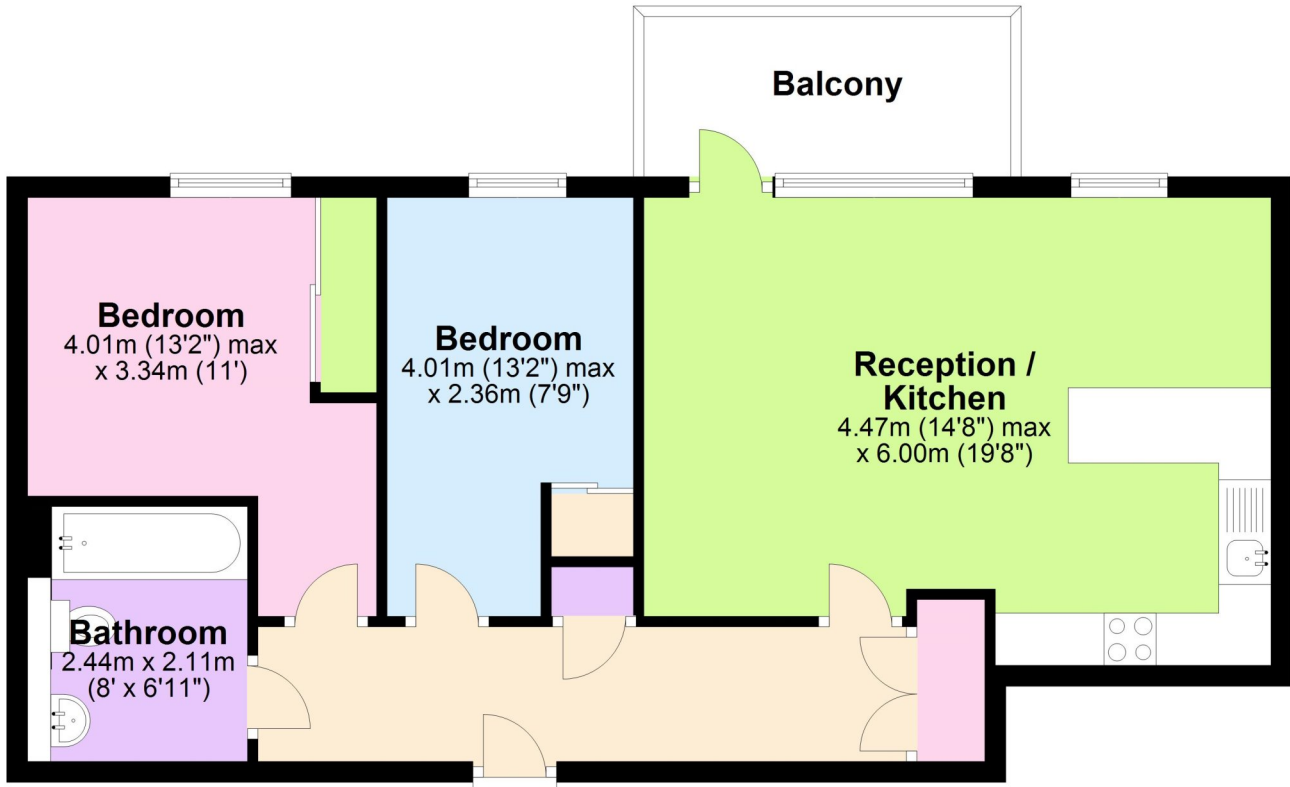 Balcony
Bedroom
4.01m (13'2") max
x 3.34m (11')
Bedroom
4.01m (13'2") max
x 2.36m (7'9")
Reception /
Kitchen
4.47m (14'8") max
x 6.00m (19'8")
Bathroom
2.44m x 2.11m
(8' x 6'11")